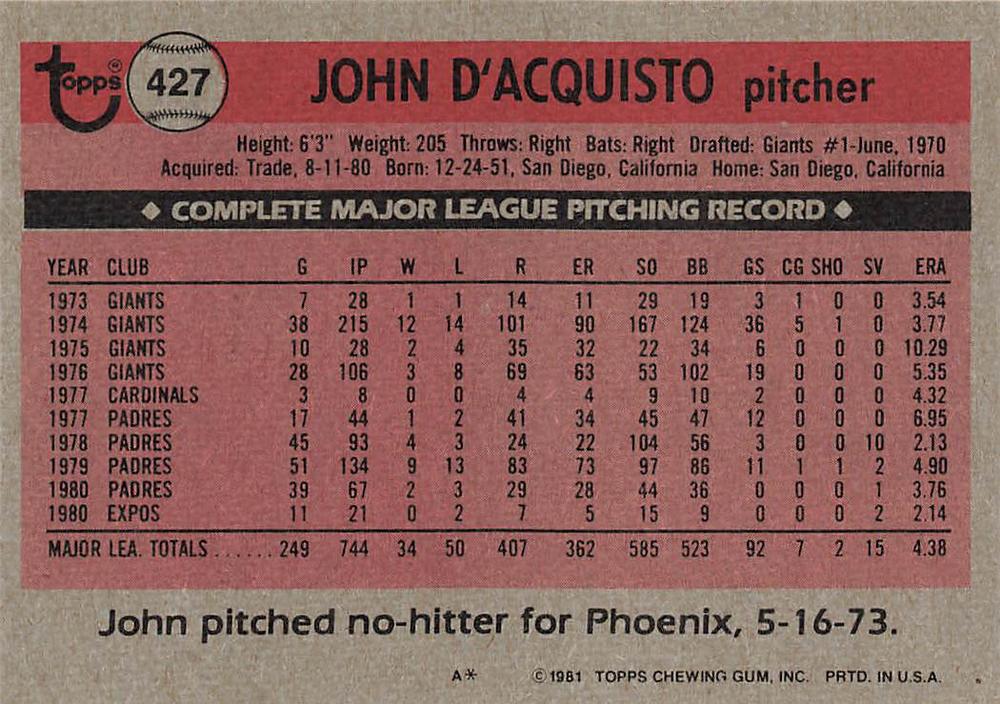 Topps® 427 JOHN D'ACQUISTO pitcher
Height: 6'3" Weight: 205 Throws: Right Bats: Right Drafted: Giants #1-June, 1970
Acquired: Trade, 8-11-80 Born: 12-24-51, San Diego, California Home: San Diego, California
◆ COMPLETE MAJOR LEAGUE PITCHING RECORD ◆
YEAR CLUB G IP W L R ER SO BB GS CG SHO SV ERA
1973 GIANTS 7 28 1 1 14 11 29 19 3 1 0 0 3.54
1974 GIANTS 38 215 12 14 101 90 167 124 36 5 1 0 3.77
1975 GIANTS 10 28 2 4 35 32 22 34 6 0 0 0 10.29
1976 GIANTS 28 106 3 8 69 63 53 102 19 0 0 0 5.35
1977 CARDINALS 3 8 0 0 4 4 9 10 2 0 0 0 4.32
1977 PADRES 17 44 1 2 41 34 45 47 12 0 0 0 6.95
1978 PADRES 45 93 4 3 24 22 104 56 3 0 0 10 2.13
1979 PADRES 51 134 9 13 83 73 97 86 11 1 1 2 4.90
1980 PADRES 39 67 2 3 29 28 44 36 0 0 0 1 3.76
1980 EXPOS 11 21 0 2 7 5 15 9 0 0 0 2 2.14
MAJOR LEA. TOTALS......249 744 34 50 407 362 585 523 92 7 2 15 4.38
John pitched no-hitter for Phoenix, 5-16-73.
A* ©1981 TOPPS CHEWING GUM, INC. PRTD. IN U.S.A.